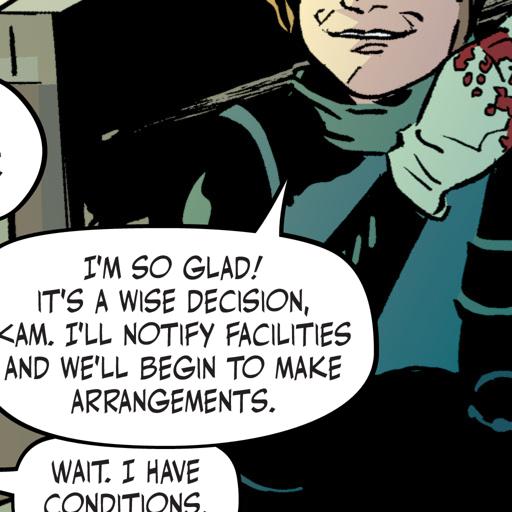 I'M SO GLAD!
IT'S A WISE DECISION,
KAM. I'LL NOTIFY FACILITIES
AND WE'LL BEGIN TO MAKE
ARRANGEMENTS.
WAIT. I HAVE
CONDITIONS.